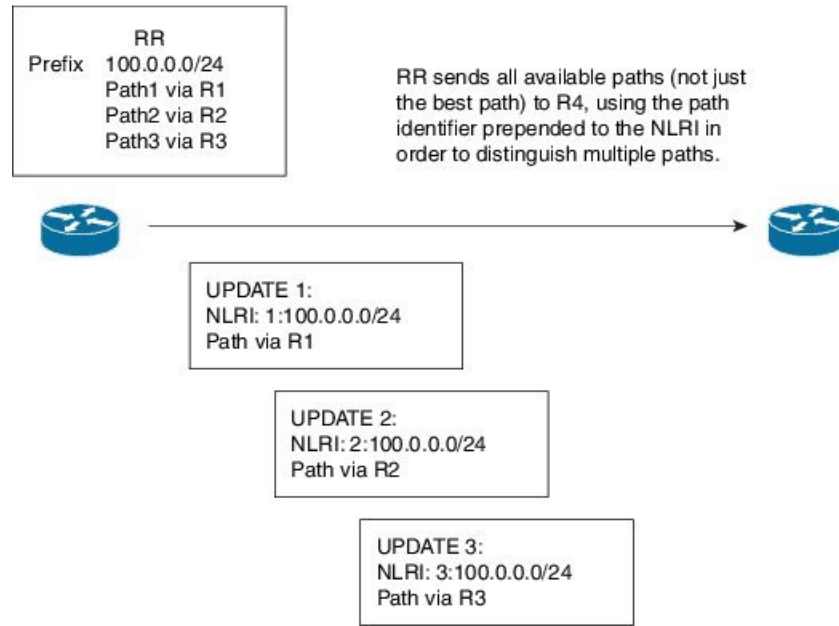 RR
Prefix 100.0.0.0/24
Path1 via R1
Path2 via R2
Path3 via R3
RR sends all available paths (not just
the best path) to R4, using the path
identifier prepended to the NLRI in
order to distinguish multiple paths.
UPDATE 1:
NLRI: 1:100.0.0.0/24
Path via R1
UPDATE 2:
NLRI: 2:100.0.0.0/24
Path via R2
UPDATE 3:
NLRI: 3:100.0.0.0/24
Path via R3